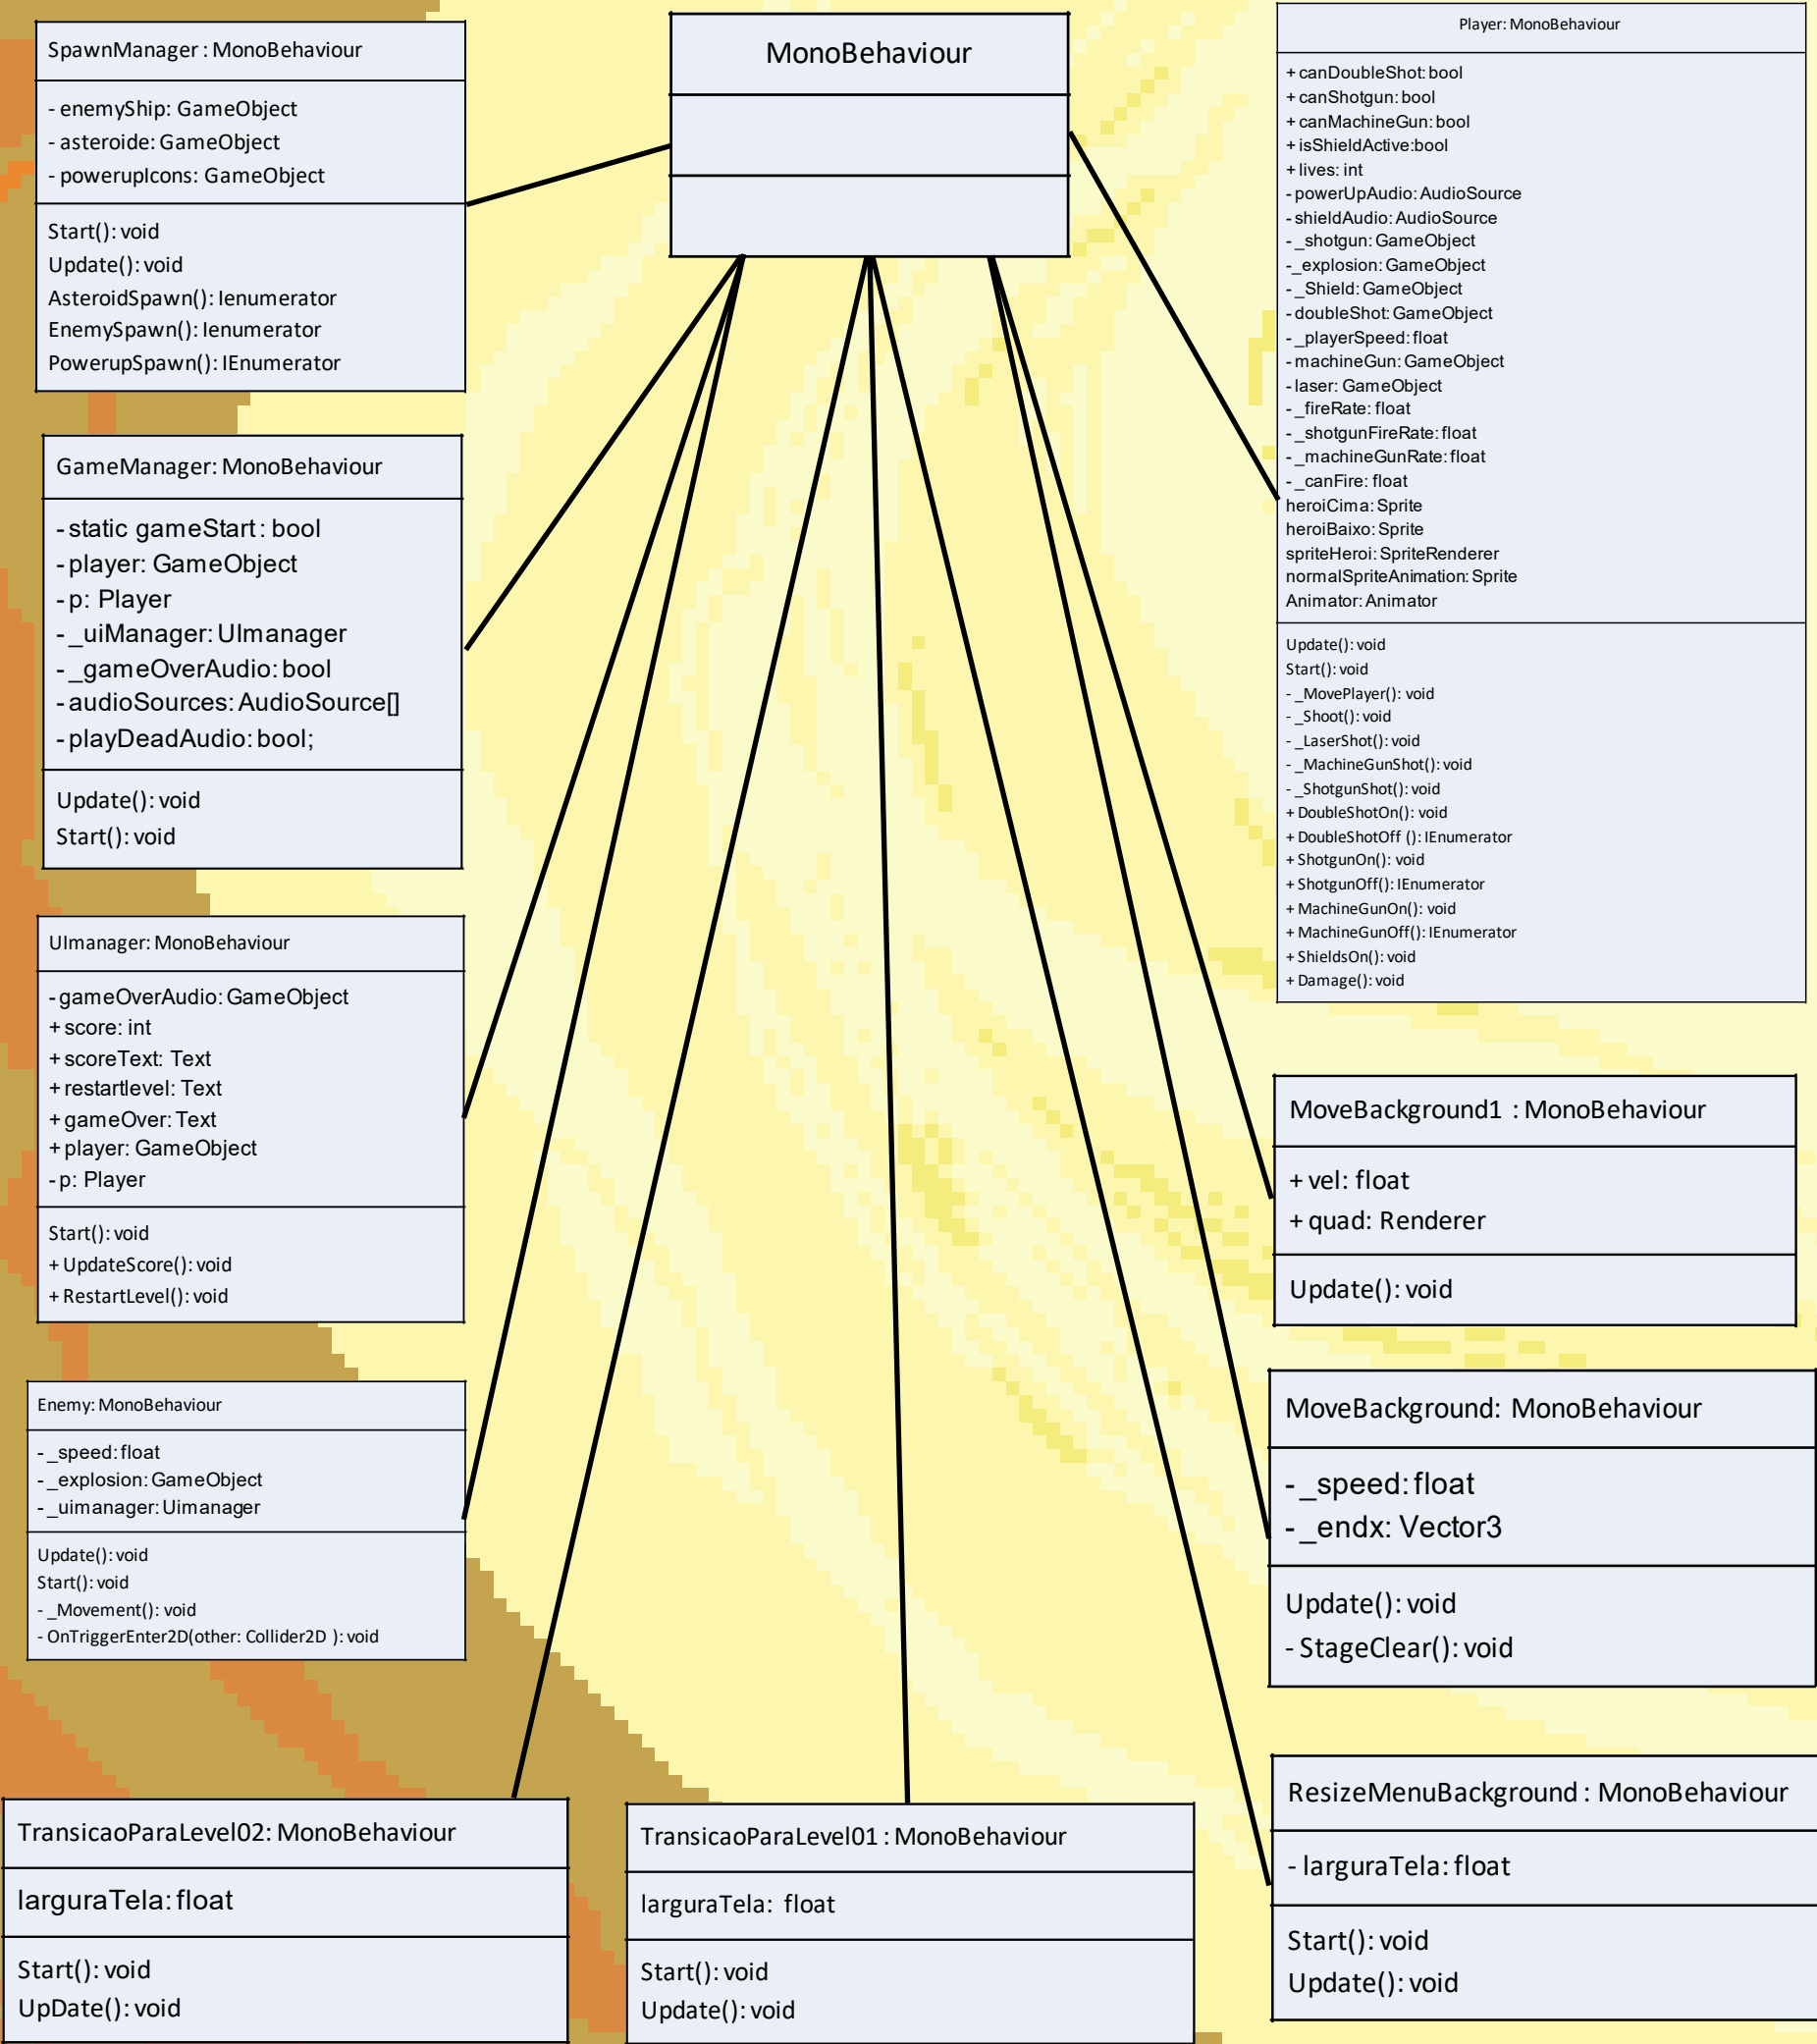 SpawnManager : MonoBehaviour
- enemyShip: GameObject
- asteroide: GameObject
- powerupIcons: GameObject
Start(): void
Update(): void
AsteroidSpawn(): Ienumerator
EnemySpawn(): Ienumerator
PowerupSpawn(): IEnumerator
GameManager: MonoBehaviour
- static gameStart: bool
- player: GameObject
- p: Player
- _uiManager: UImanager
- _gameOverAudio: bool
- audioSources: AudioSource[]
- playDeadAudio: bool;
Update(): void
Start(): void
UImanager: MonoBehaviour
- gameOverAudio: GameObject
+ score: int
+ scoreText: Text
+ restartlevel: Text
+ gameOver: Text
+ player: GameObject
- p: Player
Start(): void
+ UpdateScore(): void
+ RestartLevel(): void
Enemy: MonoBehaviour
- _speed: float
- _explosion: GameObject
- _uimanager: Uimanager
Update(): void
Start(): void
- _Movement(): void
- OnTriggerEnter2D(other: Collider2D ): void
TransicaoParaLevel02: MonoBehaviour
larguraTela: float
Start(): void
UpDate(): void
MonoBehaviour
TransicaoParaLevel01 : MonoBehaviour
larguraTela: float
Start(): void
Update(): void
Player: MonoBehaviour
+ canDoubleShot: bool
+ canShotgun: bool
+ canMachineGun: bool
+ isShieldActive:bool
+ lives: int
- powerUpAudio: AudioSource
- shieldAudio: AudioSource
- _shotgun: GameObject
- _explosion: GameObject
- _Shield: GameObject
- doubleShot: GameObject
- _playerSpeed: float
- machineGun: GameObject
- laser: GameObject
- _fireRate: float
- _shotgunFireRate: float
- _machineGunRate: float
- _canFire: float
heroiCima: Sprite
heroiBaixo: Sprite
spriteHeroi: SpriteRenderer
normalSpriteAnimation: Sprite
Animator: Animator
Update(): void
Start(): void
- _MovePlayer(): void
- _Shoot(): void
- _LaserShot(): void
- _MachineGunShot(): void
- _ShotgunShot(): void
+ DoubleShotOn(): void
+ DoubleShotOff (): IEnumerator
+ ShotgunOn(): void
+ ShotgunOff(): IEnumerator
+ MachineGunOn(): void
+ MachineGunOff(): IEnumerator
+ ShieldsOn(): void
+ Damage(): void
MoveBackground1 : MonoBehaviour
+ vel: float
+ quad: Renderer
Update(): void
MoveBackground: MonoBehaviour
- _speed: float
- _endx: Vector3
Update(): void
- StageClear(): void
ResizeMenuBackground : MonoBehaviour
- larguraTela: float
Start(): void
Update(): void